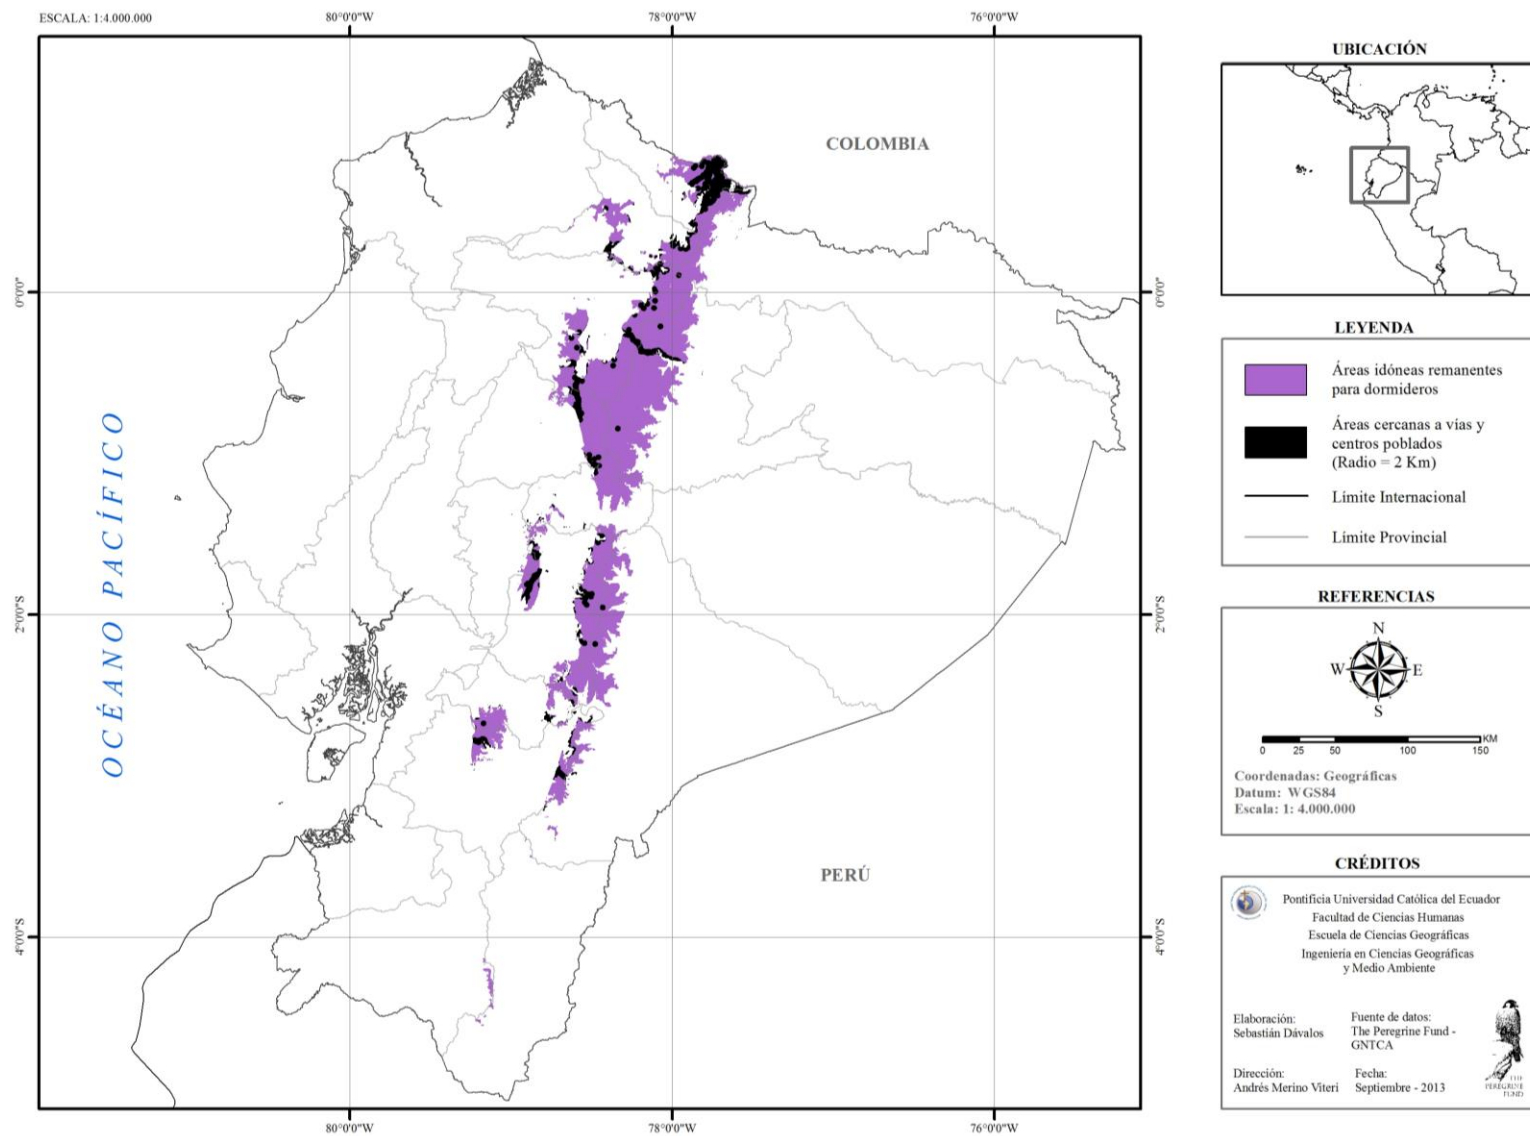 ESCALA: 1:4.000.000
80°0'0"W
78°0'0"W
76°0'0"W
COLOMBIA
0°0'0"
0°0'0"
OCÉANO PACÍFICO
2°0'0"S
2°0'0"S
PERÚ
4°0'0"S
4°0'0"S
80°0'0"W
78°0'0"W
76°0'0"W
UBICACIÓN
LEYENDA
Áreas idóneas remanentes
para dormideros
Áreas cercanas a vías y
centros poblados
(Radio = 2 Km)
Límite Internacional
Límite Provincial
REFERENCIAS
N
W
E
S
KM
0 25 50 100 150
Coordenadas: Geográficas
Datum: WGS84
Escala: 1: 4.000.000
CRÉDITOS
Pontificia Universidad Católica del Ecuador
Facultad de Ciencias Humanas
Escuela de Ciencias Geográficas
Ingeniería en Ciencias Geográficas
y Medio Ambiente
Elaboración:
Sebastián Dávalos
Fuente de datos:
The Peregrine Fund -
GNTCA
Dirección:
Andrés Merino Viteri
Fecha:
Septiembre - 2013
THE
PEREGRINE
FUND